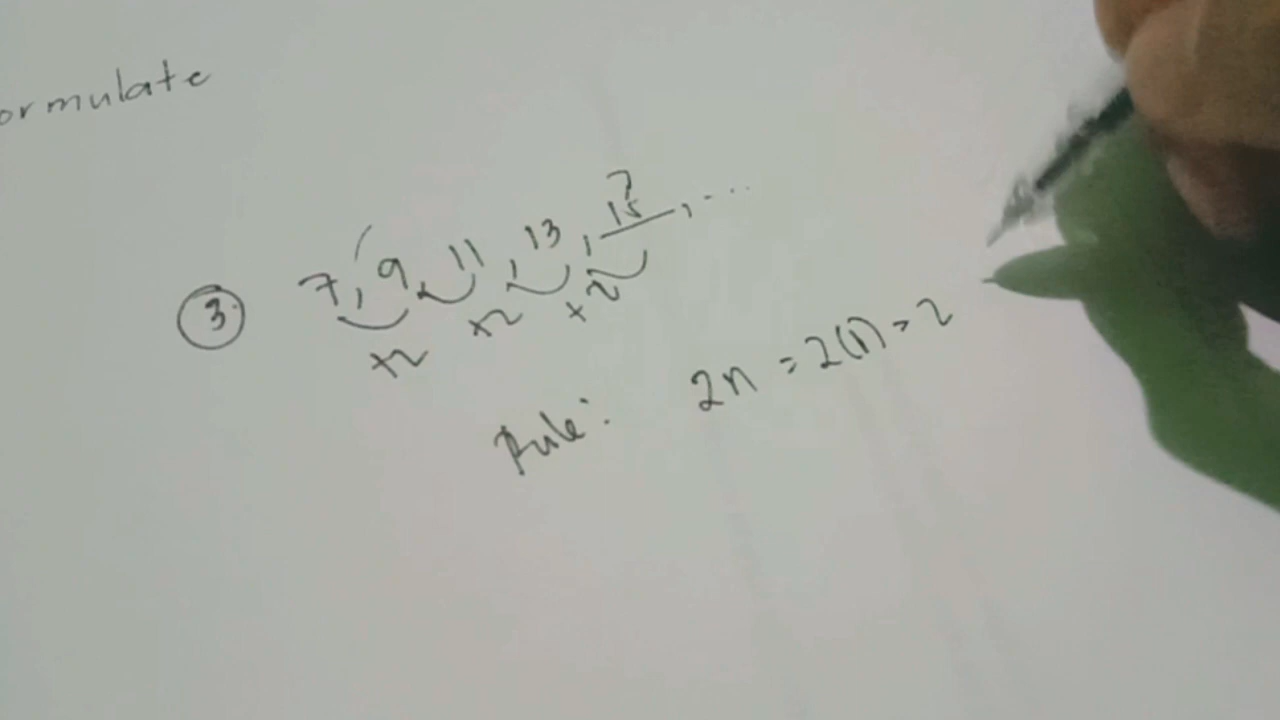 ormulate
?
③ 7, 9, 11, 13, 15, ...
+2 +2 +2
Rule: 2n = 2(1) = 2